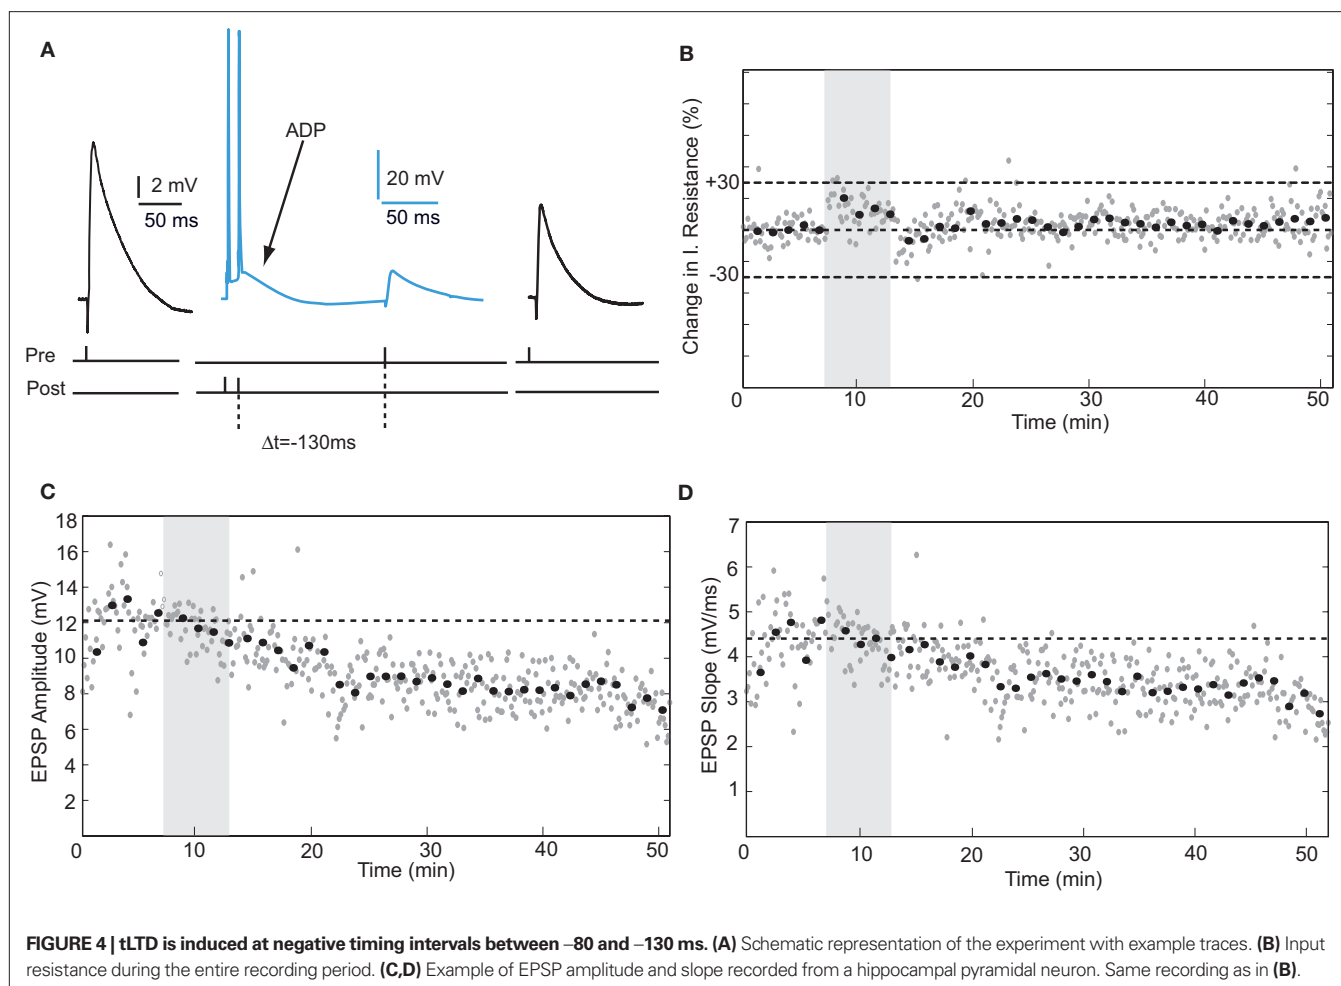 A
ADP
2 mV
50 ms
20 mV
50 ms
Pre
Post
Δt=-130ms
B
Change in I. Resistance (%)
+30
-30
0 10 20 30 40 50
Time (min)
C
EPSP Amplitude (mV)
18
16
14
12
10
8
6
4
2
0 10 20 30 40 50
Time (min)
D
EPSP Slope (mV/ms)
7
6
5
4
3
2
1
0 10 20 30 40 50
Time (min)
FIGURE 4 | tLTD is induced at negative timing intervals between –80 and –130 ms. (A) Schematic representation of the experiment with example traces. (B) Input
resistance during the entire recording period. (C,D) Example of EPSP amplitude and slope recorded from a hippocampal pyramidal neuron. Same recording as in (B).